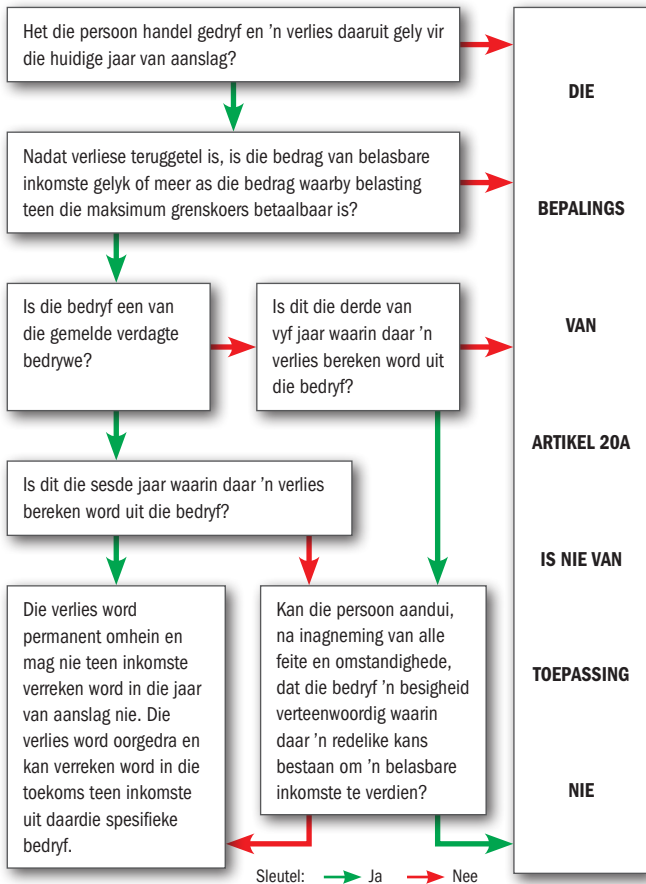 Het die persoon handel gedryf en 'n verlies daaruit gely vir
die huidige jaar van aanslag?
Nadat verliese teruggetel is, is die bedrag van belasbare
inkomste gelyk of meer as die bedrag waarby belasting
teen die maksimum grenskoers betaalbaar is?
Is die bedryf een van
die gemelde verdagte
bedrywe?
Is dit die derde van
vyf jaar waarin daar 'n
verlies bereken word uit
die bedryf?
Is dit die sesde jaar waarin daar 'n verlies
bereken word uit die bedryf?
Die verlies word
permanent omhein en
mag nie teen inkomste
verreken word in die jaar
van aanslag nie. Die
verlies word oorgedra en
kan verreken word in die
toekoms teen inkomste
uit daardie spesifieke
bedryf.
Kan die persoon aandui,
na inagneming van alle
feite en omstandighede,
dat die bedryf 'n besigheid
verteenwoordig waarin
daar 'n redelike kans
bestaan om 'n belasbare
inkomste te verdien?
DIE
BEPALINGS
VAN
ARTIKEL 20A
IS NIE VAN
TOEPASSING
NIE
Sleutel: Ja Nee